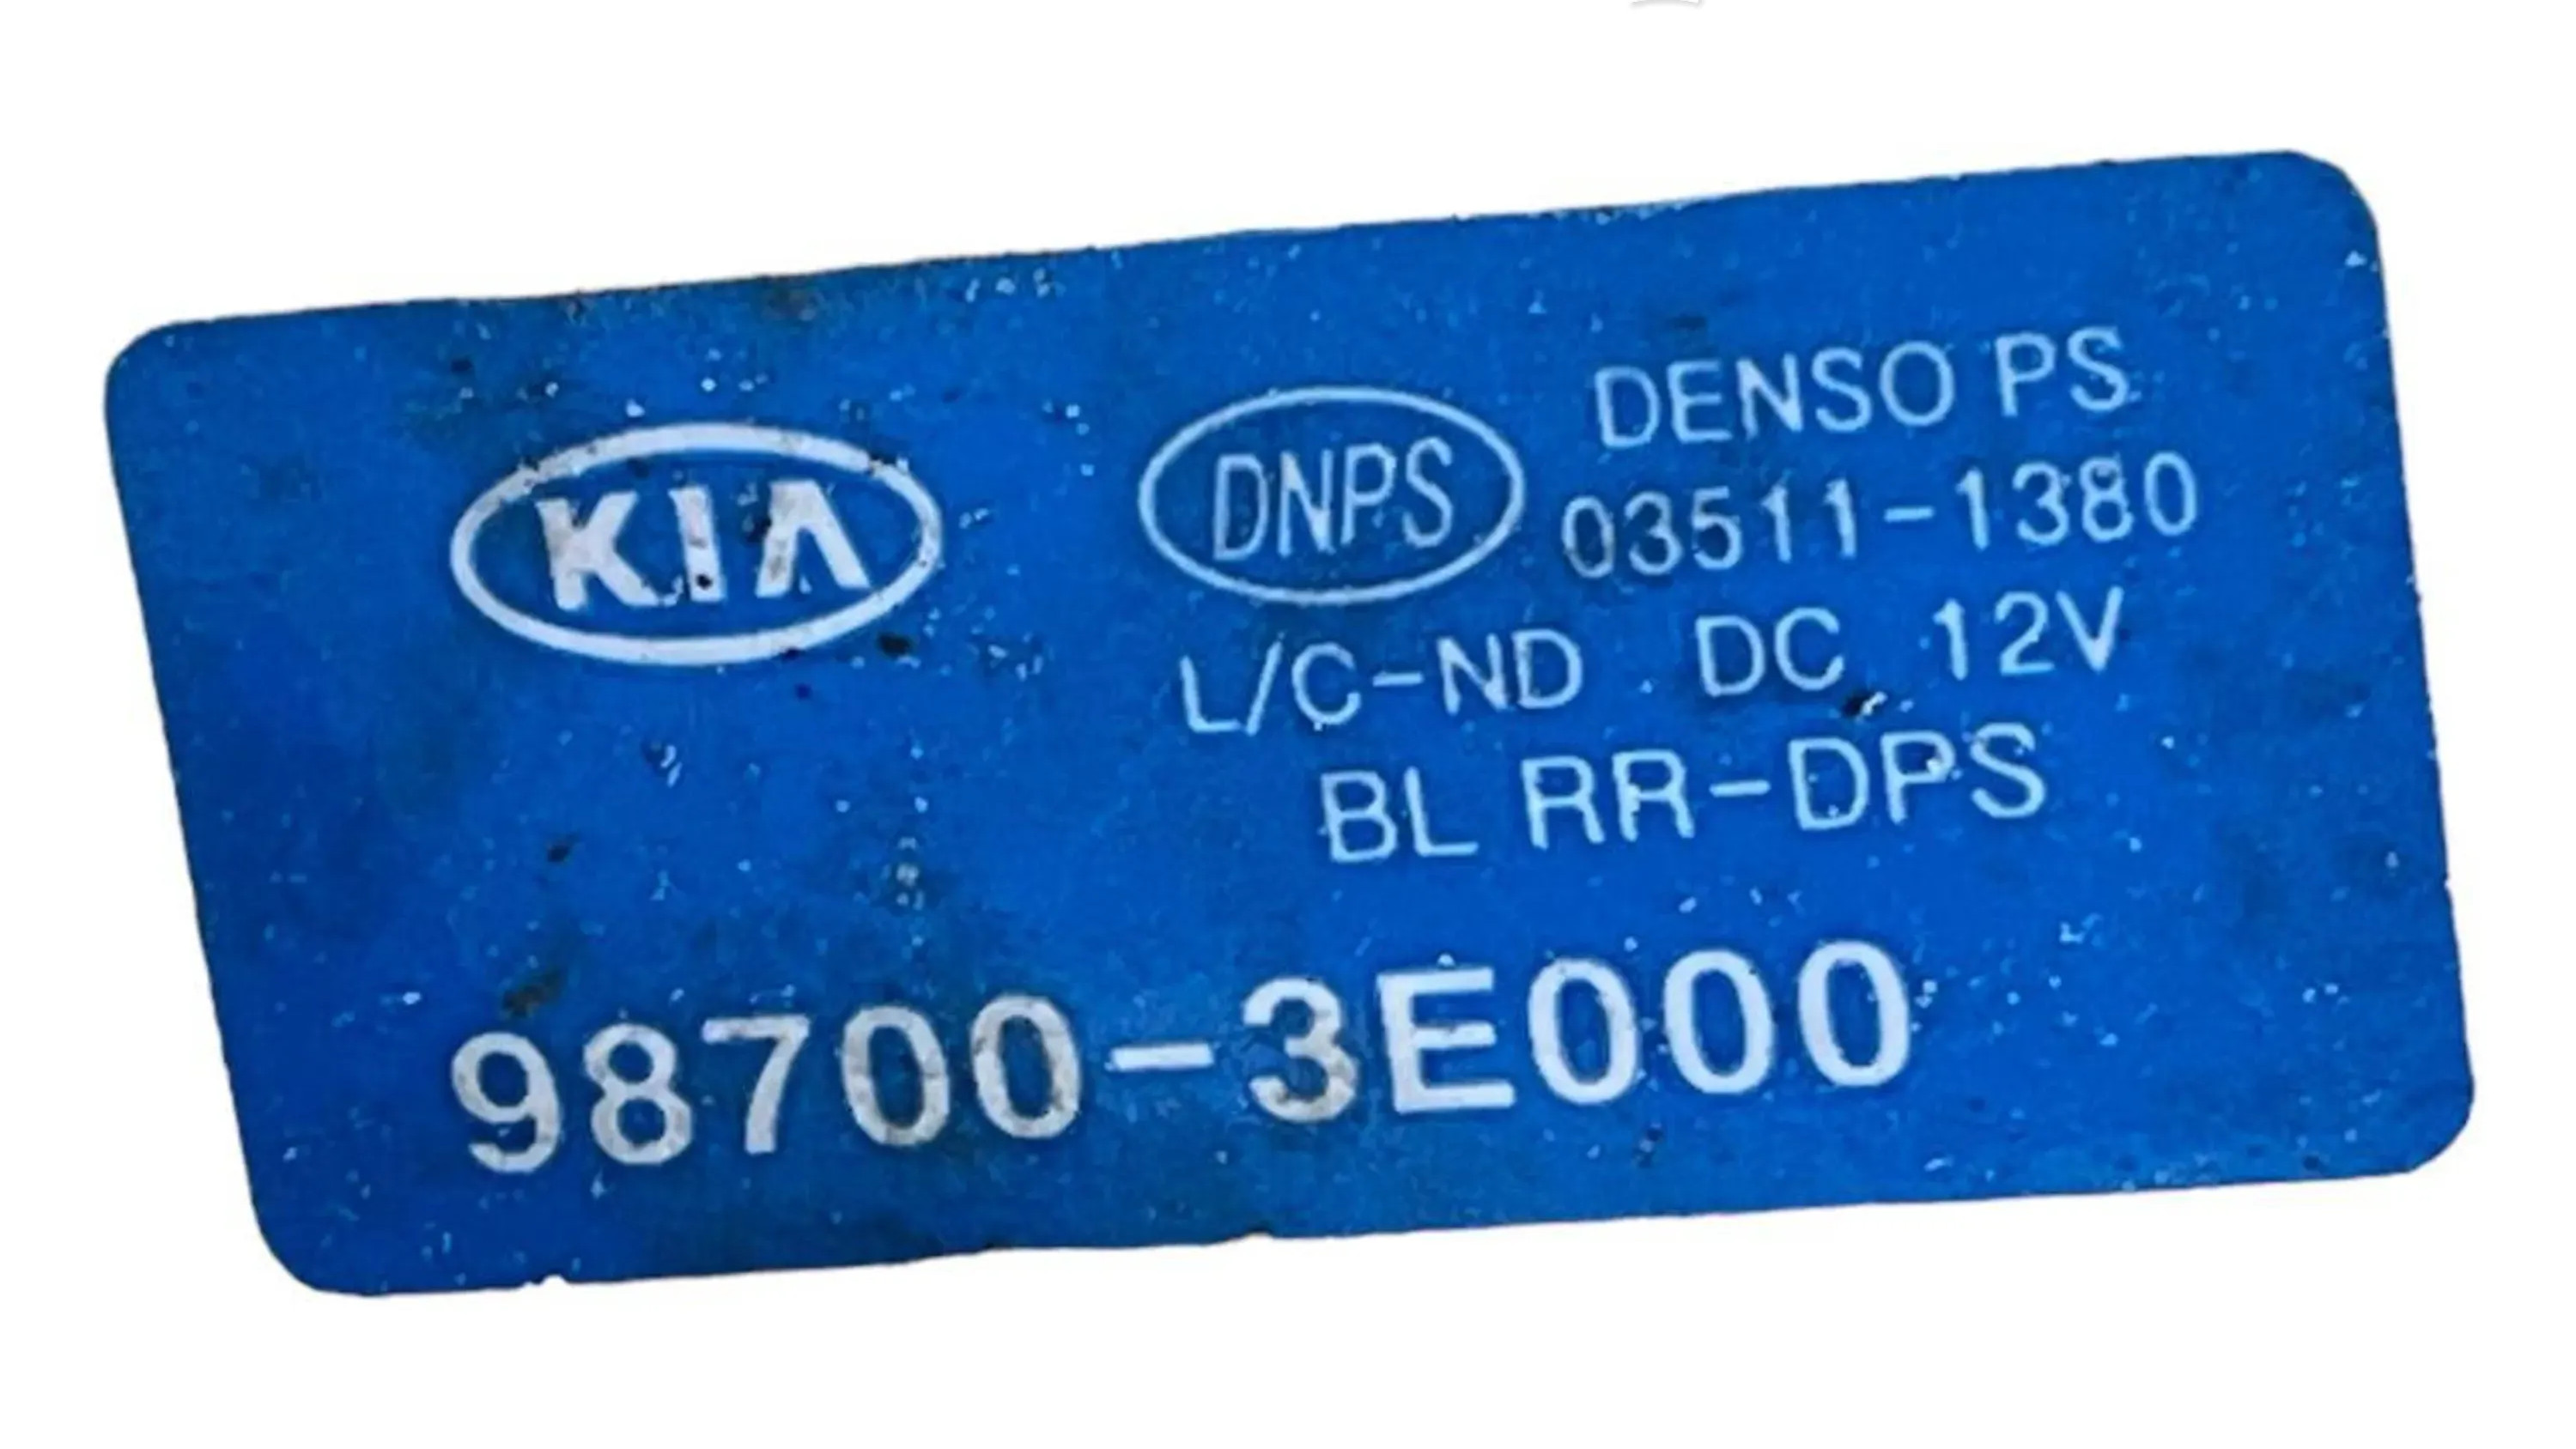 KIA
DNPS
DENSO PS
03511-1380
L/C-ND DC 12V
BL RR-DPS
98700-3E000